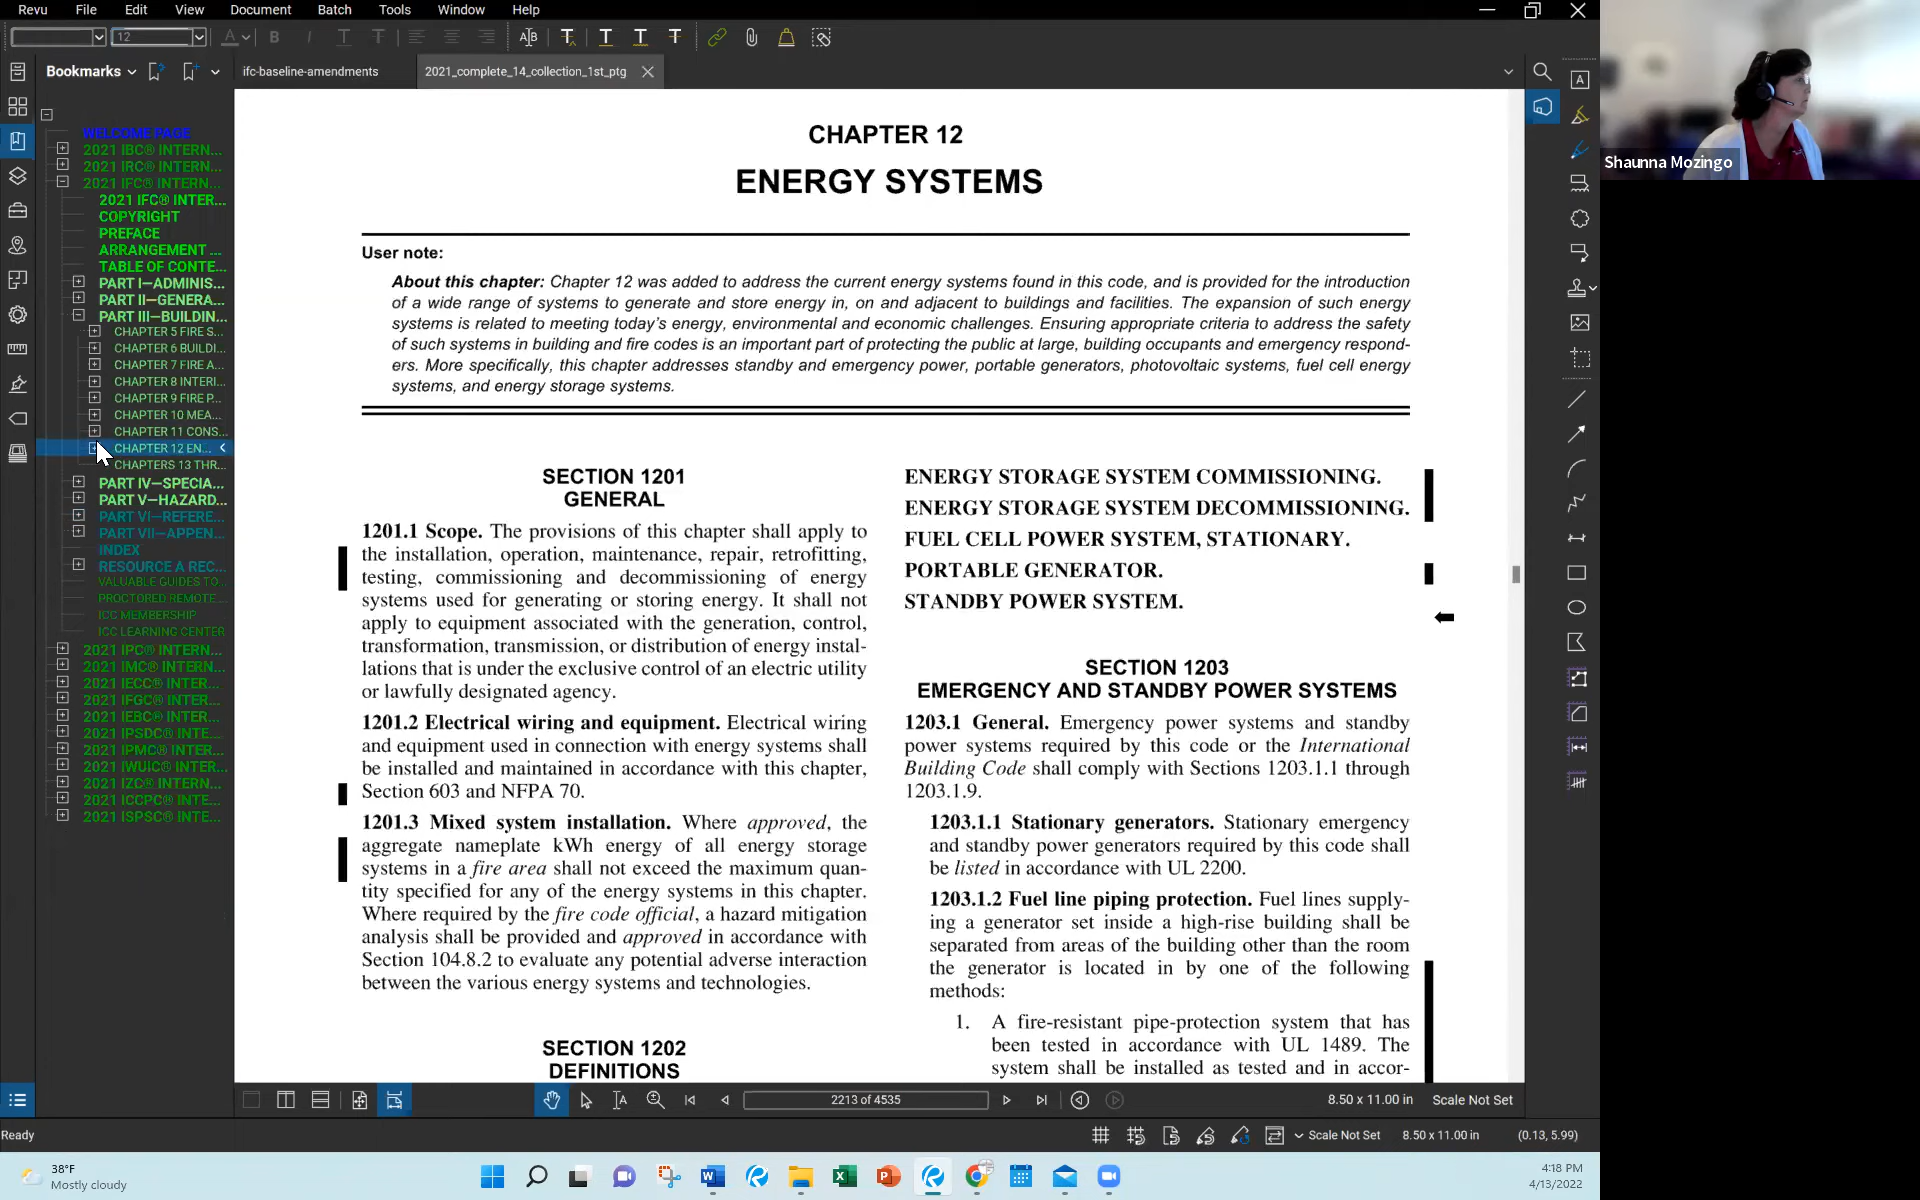 Revu File Edit View Document Batch Tools Window Help
12
Bookmarks
ifc-baseline-amendments
2021_complete_14_collection_1st_ptg
WELCOME PAGE
2021 IBC® INTERN...
2021 IRC® INTERN...
2021 IFC® INTERN...
2021 IFC® INTER...
COPYRIGHT
PREFACE
ARRANGEMENT ...
TABLE OF CONTE...
PART I—ADMINIS...
PART II—GENERA...
PART III—BUILDIN...
CHAPTER 5 FIRE S...
CHAPTER 6 BUILDI...
CHAPTER 7 FIRE A...
CHAPTER 8 INTERI...
CHAPTER 9 FIRE P...
CHAPTER 10 MEA...
CHAPTER 11 CONS...
CHAPTER 12 EN...
CHAPTERS 13 THR...
PART IV—SPECIA...
PART V—HAZARD...
PART VI—REFERE...
PART VII—APPEN...
INDEX
RESOURCE A REC...
VALUABLE GUIDES TO...
PROCTORED REMOTE...
ICC MEMBERSHIP
ICC LEARNING CENTER
2021 IPC® INTERN...
2021 IMC® INTERN...
2021 IECC® INTER...
2021 IFGC® INTER...
2021 IEBC® INTER...
2021 IPSDC® INTE...
2021 IPMC® INTER...
2021 IWUIC® INTER...
2021 IZC® INTERN...
2021 ICCPC® INTE...
2021 ISPSC® INTE...
CHAPTER 12
ENERGY SYSTEMS
User note:
About this chapter: Chapter 12 was added to address the current energy systems found in this code, and is provided for the introduction
of a wide range of systems to generate and store energy in, on and adjacent to buildings and facilities. The expansion of such energy
systems is related to meeting today's energy, environmental and economic challenges. Ensuring appropriate criteria to address the safety
of such systems in building and fire codes is an important part of protecting the public at large, building occupants and emergency respond-
ers. More specifically, this chapter addresses standby and emergency power, portable generators, photovoltaic systems, fuel cell energy
systems, and energy storage systems.
SECTION 1201
GENERAL
1201.1 Scope. The provisions of this chapter shall apply to
the installation, operation, maintenance, repair, retrofitting,
testing, commissioning and decommissioning of energy
systems used for generating or storing energy. It shall not
apply to equipment associated with the generation, control,
transformation, transmission, or distribution of energy instal-
lations that is under the exclusive control of an electric utility
or lawfully designated agency.
1201.2 Electrical wiring and equipment. Electrical wiring
and equipment used in connection with energy systems shall
be installed and maintained in accordance with this chapter,
Section 603 and NFPA 70.
1201.3 Mixed system installation. Where approved, the
aggregate nameplate kWh energy of all energy storage
systems in a fire area shall not exceed the maximum quan-
tity specified for any of the energy systems in this chapter.
Where required by the fire code official, a hazard mitigation
analysis shall be provided and approved in accordance with
Section 104.8.2 to evaluate any potential adverse interaction
between the various energy systems and technologies.
SECTION 1202
DEFINITIONS
ENERGY STORAGE SYSTEM COMMISSIONING.
ENERGY STORAGE SYSTEM DECOMMISSIONING.
FUEL CELL POWER SYSTEM, STATIONARY.
PORTABLE GENERATOR.
STANDBY POWER SYSTEM.
SECTION 1203
EMERGENCY AND STANDBY POWER SYSTEMS
1203.1 General. Emergency power systems and standby
power systems required by this code or the International
Building Code shall comply with Sections 1203.1.1 through
1203.1.9.
1203.1.1 Stationary generators. Stationary emergency
and standby power generators required by this code shall
be listed in accordance with UL 2200.
1203.1.2 Fuel line piping protection. Fuel lines supply-
ing a generator set inside a high-rise building shall be
separated from areas of the building other than the room
the generator is located in by one of the following
methods:
1. A fire-resistant pipe-protection system that has
been tested in accordance with UL 1489. The
system shall be installed as tested and in accor-
2213 of 4535
8.50 x 11.00 in
Scale Not Set
Ready
Scale Not Set
8.50 x 11.00 in
(0.13, 5.99)
38°F
Mostly cloudy
4:18 PM
4/13/2022
Shaunna Mozingo